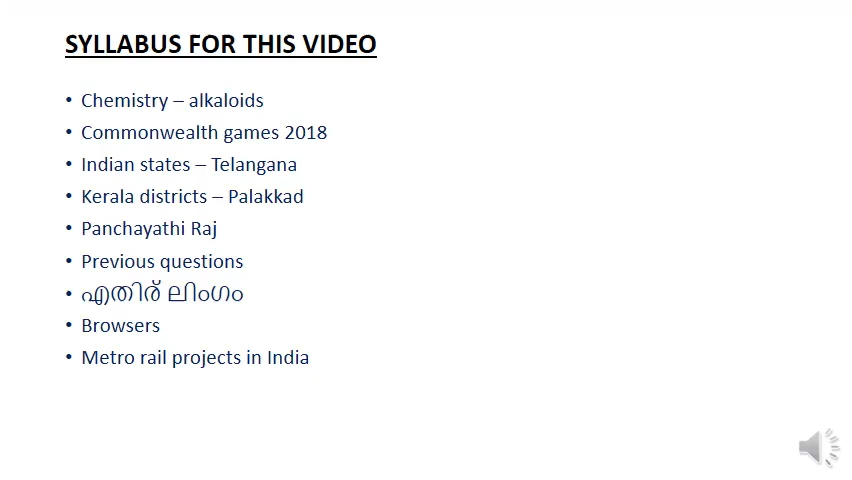 SYLLABUS FOR THIS VIDEO
• Chemistry – alkaloids
• Commonwealth games 2018
• Indian states – Telangana
• Kerala districts – Palakkad
• Panchayathi Raj
• Previous questions
• എതിര് ലിംഗം
• Browsers
• Metro rail projects in India